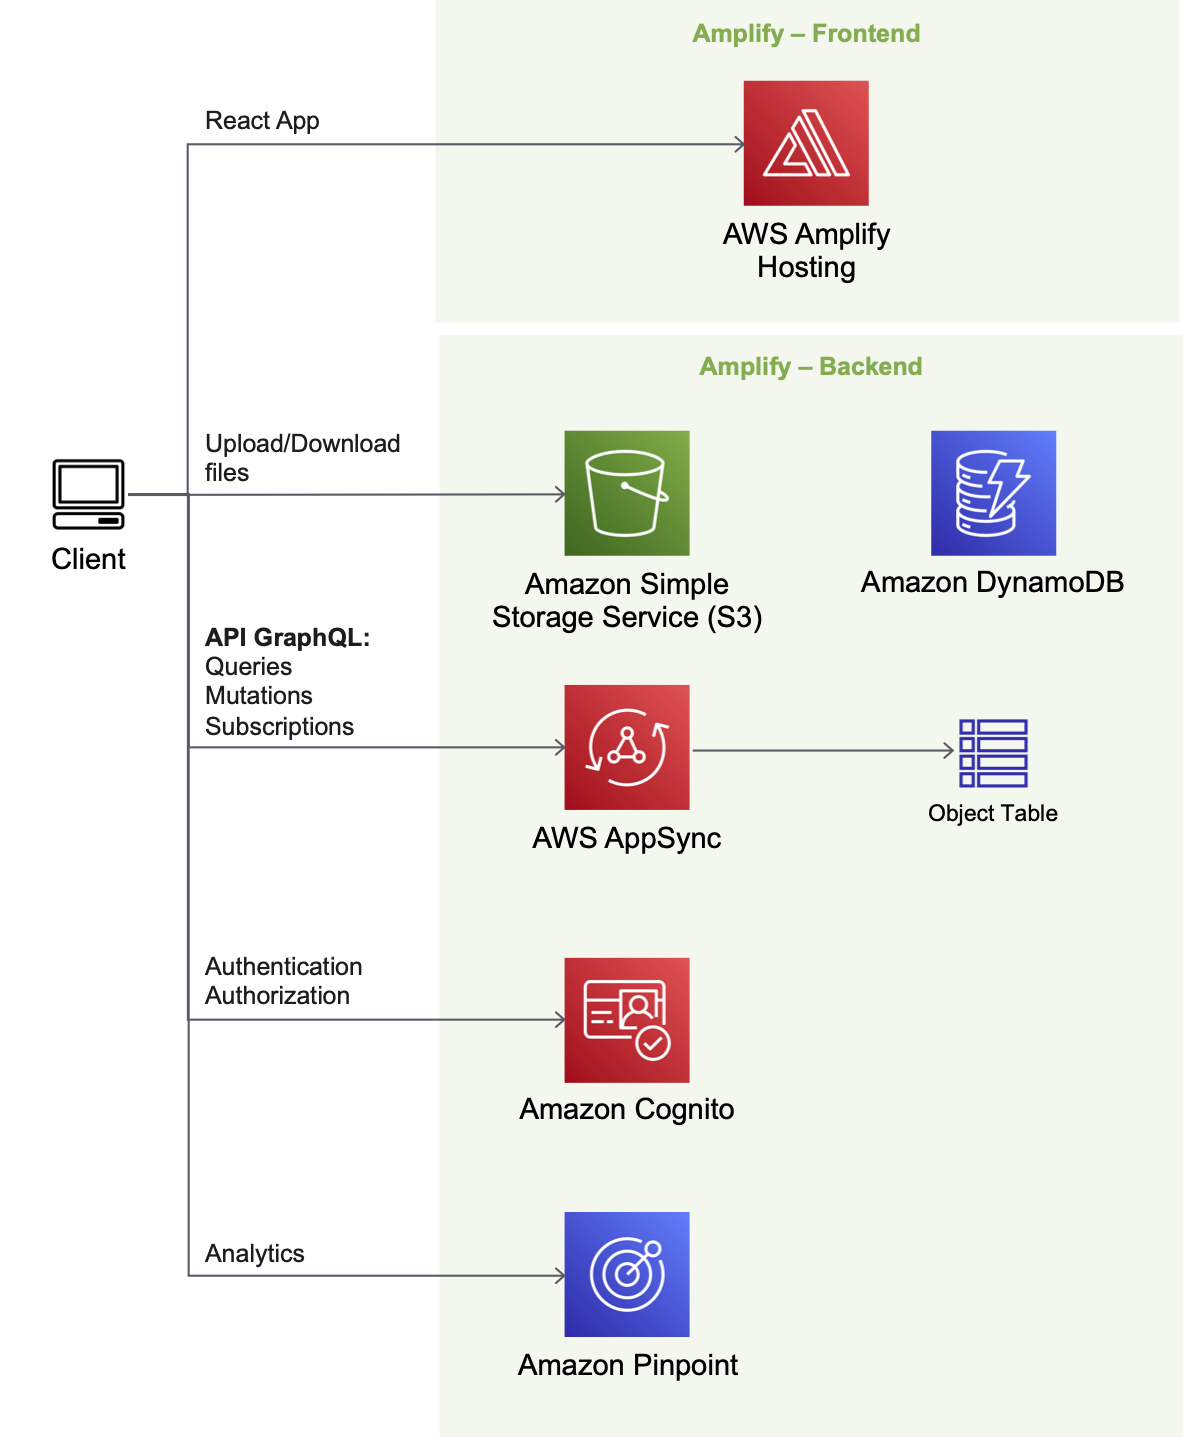 Amplify – Frontend
React App
AWS Amplify
Hosting
Amplify – Backend
Upload/Download
files
Client
Amazon Simple
Storage Service (S3)
Amazon DynamoDB
API GraphQL:
Queries
Mutations
Subscriptions
AWS AppSync
Object Table
Authentication
Authorization
Amazon Cognito
Analytics
Amazon Pinpoint